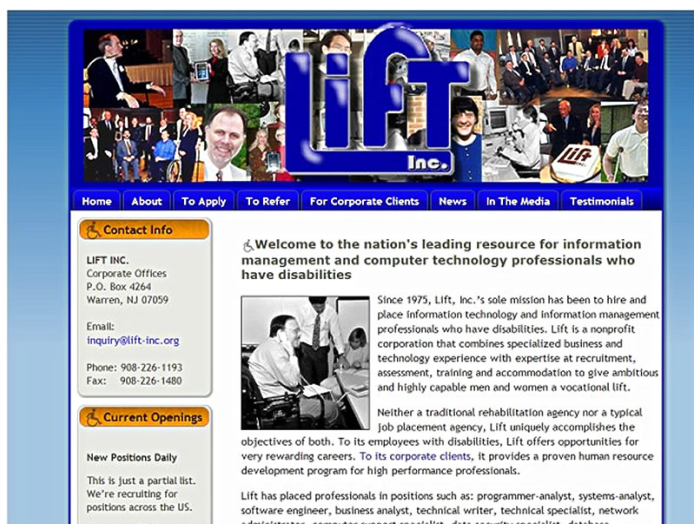 Lift
Inc.
Lift
Home
About
To Apply
To Refer
For Corporate Clients
News
In The Media
Testimonials
Contact Info
LIFT INC.
Corporate Offices
P.O. Box 4264
Warren, NJ 07059
Email:
inquiry@lift-inc.org
Phone: 908-226-1193
Fax: 908-226-1480
Current Openings
New Positions Daily
This is just a partial list.
We're recruiting for
positions across the US.
Welcome to the nation's leading resource for information
management and computer technology professionals who
have disabilities
Since 1975, Lift, Inc.'s sole mission has been to hire and
place information technology and information management
professionals who have disabilities. Lift is a nonprofit
corporation that combines specialized business and
technology experience with expertise at recruitment,
assessment, training and accommodation to give ambitious
and highly capable men and women a vocational lift.
Neither a traditional rehabilitation agency nor a typical
job placement agency, Lift uniquely accomplishes the
objectives of both. To its employees with disabilities, Lift offers opportunities for
very rewarding careers. To its corporate clients, it provides a proven human resource
development program for high performance professionals.
Lift has placed professionals in positions such as: programmer-analyst, systems-analyst,
software engineer, business analyst, technical writer, technical specialist, network
administrator, computer support specialist, data security specialist, database